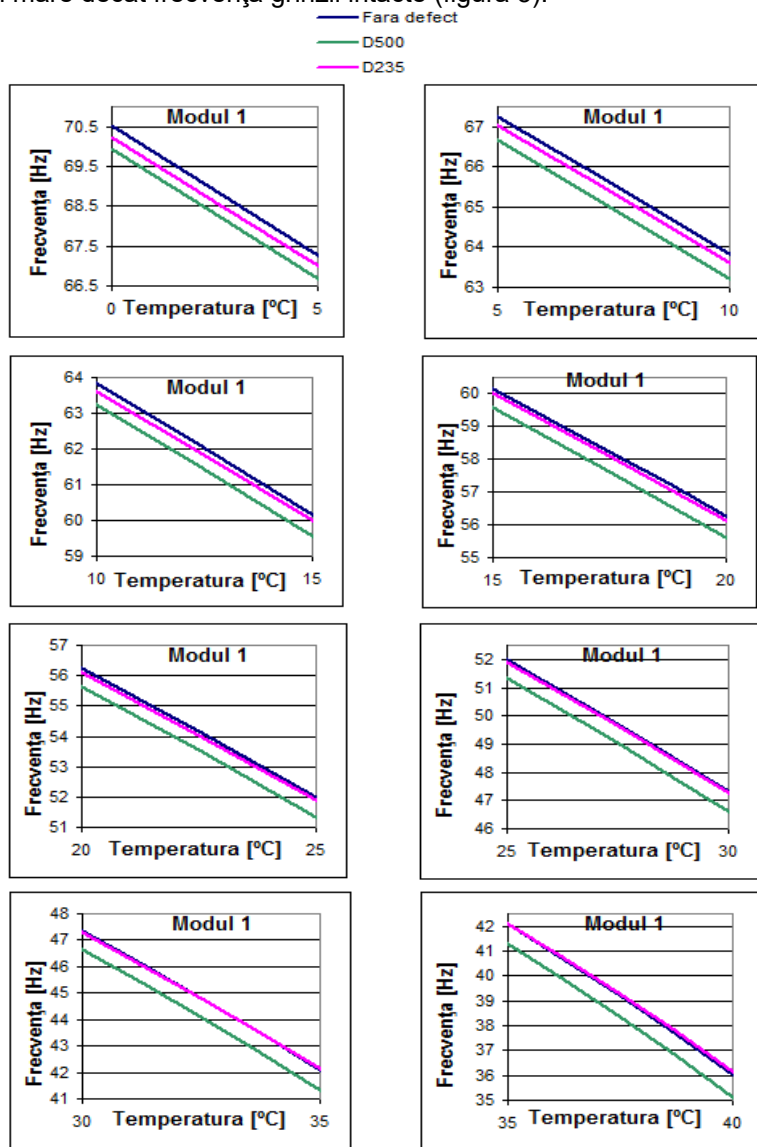 mare decât frecvenţa grinzii intacte (figura 3).
Fara defect
D500
D235
Modul 1
Frecvenţa [Hz]
70.5
69.5
68.5
67.5
66.5
0 Temperatura [ºC] 5
Modul 1
Frecvenţa [Hz]
67
66
65
64
63
5 Temperatura [ºC] 10
Modul 1
Frecvenţa [Hz]
64
63
62
61
60
59
10 Temperatura [ºC] 15
Modul 1
Frecvenţa [Hz]
60
59
58
57
56
55
15 Temperatura [ºC] 20
Modul 1
Frecvenţa [Hz]
57
56
55
54
53
52
51
20 Temperatura [ºC] 25
Modul 1
Frecvenţa [Hz]
52
51
50
49
48
47
46
25 Temperatura [ºC] 30
Modul 1
Frecvenţa [Hz]
48
47
46
45
44
43
42
41
30 Temperatura [ºC] 35
Modul 1
Frecvenţa [Hz]
42
41
40
39
38
37
36
35
35 Temperatura [ºC] 40